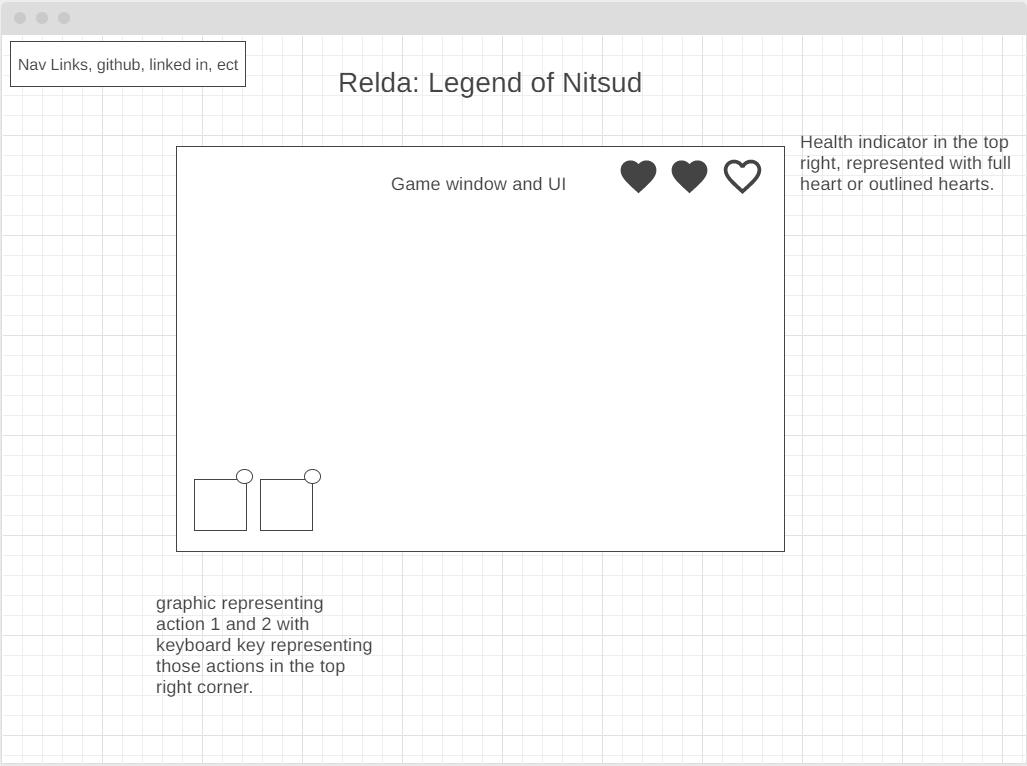 Nav Links, github, linked in, ect
Relda: Legend of Nitsud
Health indicator in the top
right, represented with full
heart or outlined hearts.
Game window and UI
graphic representing
action 1 and 2 with
keyboard key representing
those actions in the top
right corner.